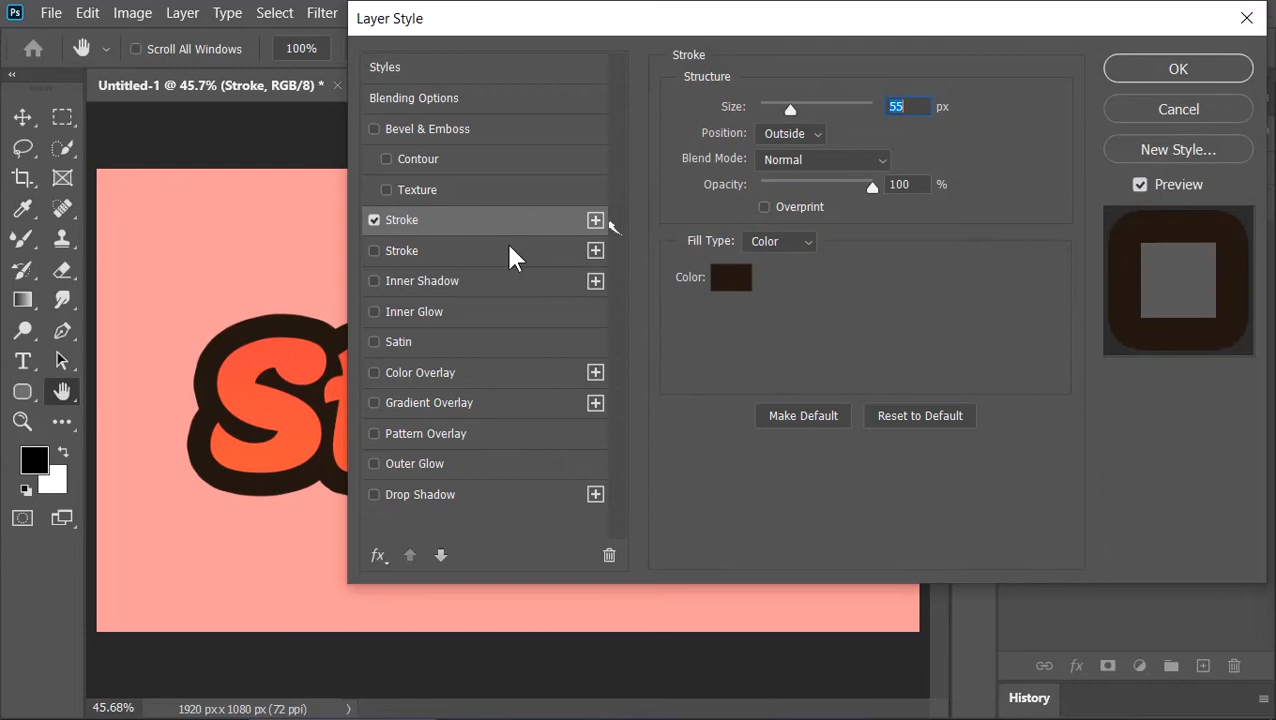 Ps File Edit Image Layer Type Select Filter
Layer Style
Scroll All Windows 100%
Untitled-1 @ 45.7% (Stroke, RGB/8) *
Styles
Blending Options
Bevel & Emboss
Contour
Texture
Stroke
Stroke
Inner Shadow
Inner Glow
Satin
Color Overlay
Gradient Overlay
Pattern Overlay
Outer Glow
Drop Shadow
fx
Stroke
Structure
Size: 55 px
Position: Outside
Blend Mode: Normal
Opacity: 100 %
Overprint
Fill Type: Color
Color:
Make Default Reset to Default
OK
Cancel
New Style...
Preview
fx
History
45.68% 1920 px x 1080 px (72 ppi)